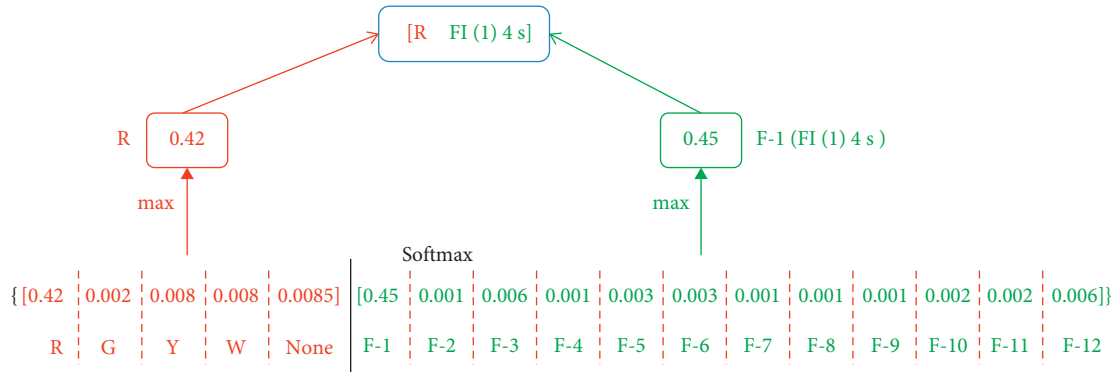 [R FI (1) 4 s]
R 0.42 0.45 F-1 (FI (1) 4 s )
max max
Softmax
{[0.42 0.002 0.008 0.008 0.0085] [0.45 0.001 0.006 0.001 0.003 0.003 0.001 0.001 0.001 0.002 0.002 0.006]}
R G Y W None F-1 F-2 F-3 F-4 F-5 F-6 F-7 F-8 F-9 F-10 F-11 F-12